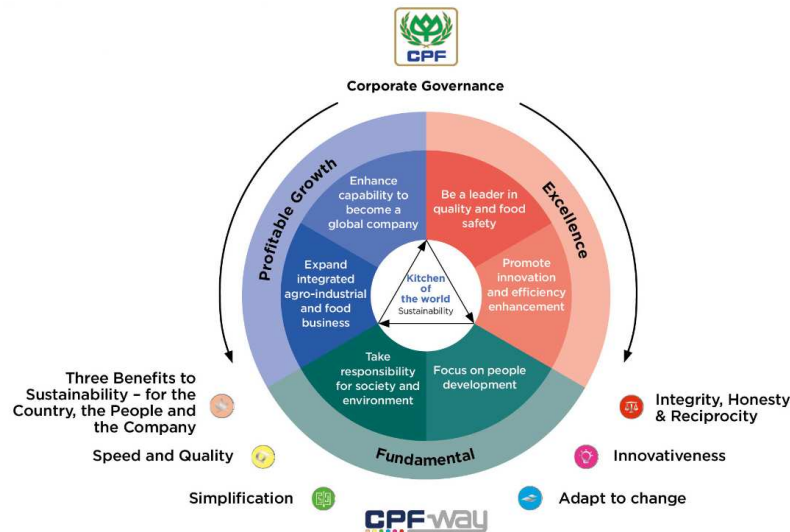 CPF
Corporate Governance
Profitable Growth
Excellence
Fundamental
Enhance
capability to
become a
global company
Be a leader in
quality and food
safety
Expand
integrated
agro-industrial
and food
business
Promote
innovation
and efficiency
enhancement
Kitchen
of
the world
Sustainability
Take
responsibility
for society and
environment
Focus on people
development
Three Benefits to
Sustainability – for the
Country, the People and
the Company
Speed and Quality
Simplification
Integrity, Honesty
& Reciprocity
Innovativeness
Adapt to change
CPF way